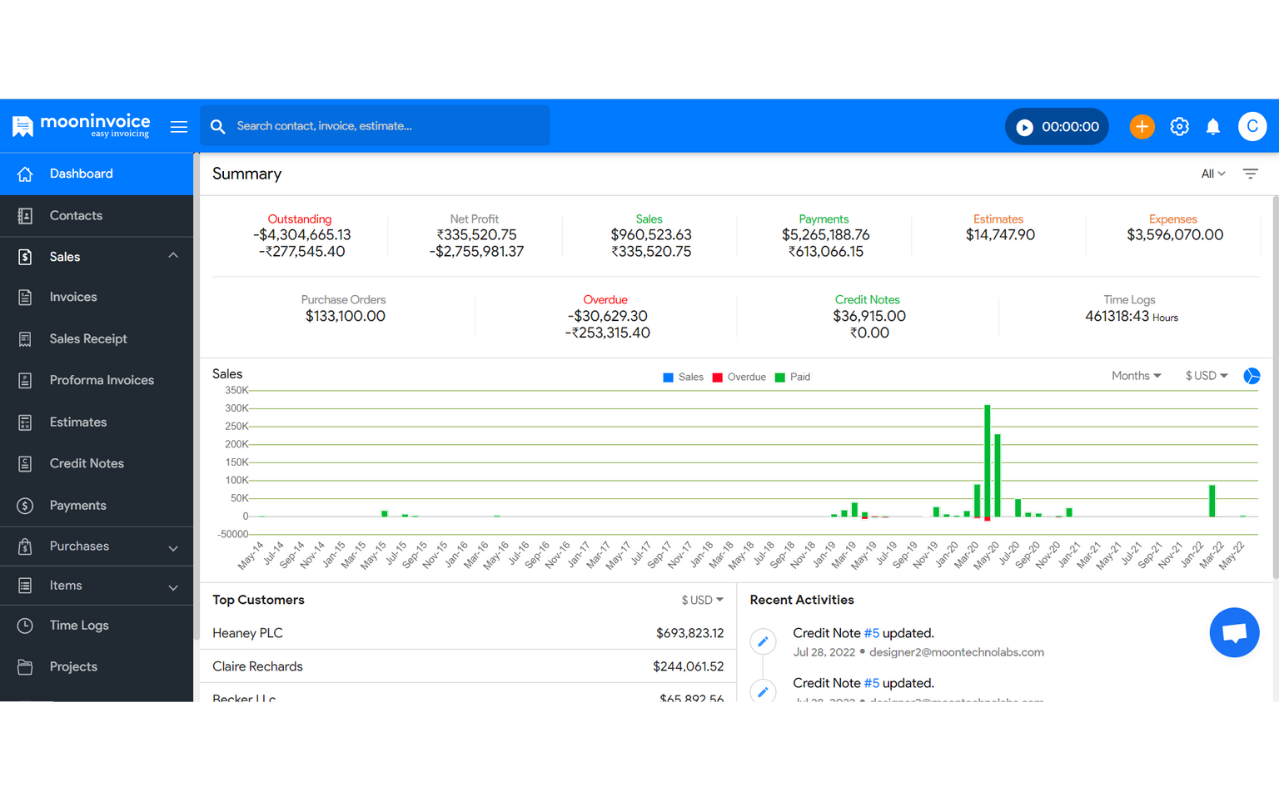 mooninvoice
easy invoicing
Search contact, invoice, estimate...
00:00:00
C
Dashboard
Contacts
Sales
Invoices
Sales Receipt
Proforma Invoices
Estimates
Credit Notes
Payments
Purchases
Items
Time Logs
Projects
Summary
All
Outstanding
-$4,304,665.13
-₹277,545.40
Net Profit
₹335,520.75
-$2,755,981.37
Sales
$960,523.63
₹335,520.75
Payments
$5,265,188.76
₹613,066.15
Estimates
$14,747.90
Expenses
$3,596,070.00
Purchase Orders
$133,100.00
Overdue
-$30,629.30
-₹253,315.40
Credit Notes
$36,915.00
₹0.00
Time Logs
461318:43 Hours
Sales
Sales Overdue Paid
Months
$ USD
350K
300K
250K
200K
150K
100K
50K
0
-50000
May-14 Jul-14 Sep-14 Nov-14 Jan-15 Mar-15 May-15 Jul-15 Sep-15 Nov-15 Jan-16 Mar-16 May-16 Jul-16 Sep-16 Nov-16 Jan-17 Mar-17 May-17 Jul-17 Sep-17 Nov-17 Jan-18 Mar-18 May-18 Jul-18 Sep-18 Nov-18 Jan-19 Mar-19 May-19 Jul-19 Sep-19 Nov-19 Jan-20 Mar-20 May-20 Jul-20 Sep-20 Nov-20 Jan-21 Mar-21 May-21 Jul-21 Sep-21 Nov-21 Jan-22 Mar-22 May-22
Top Customers
$ USD
Heaney PLC $693,823.12
Claire Rechards $244,061.52
Becker LLc $65,892.56
Recent Activities
Credit Note #5 updated.
Jul 28, 2022 • designer2@moontechnolabs.com
Credit Note #5 updated.
Jul 28, 2022 • designer2@moontechnolabs.com